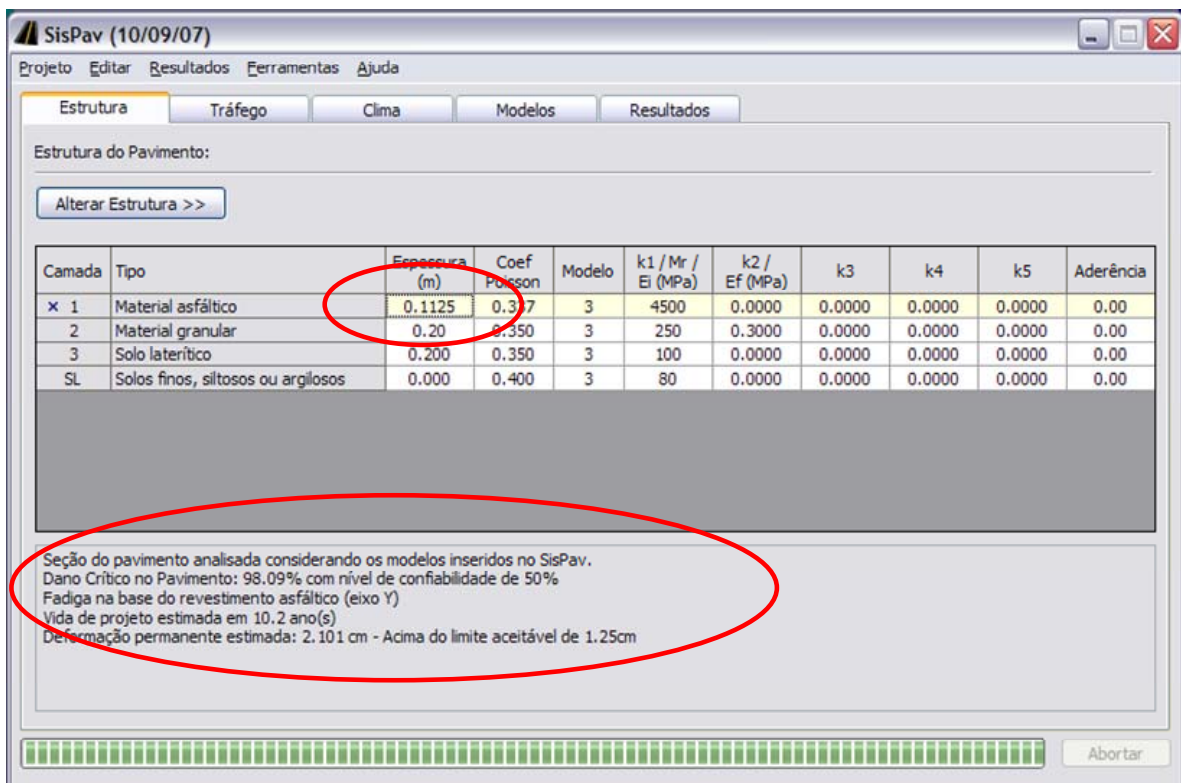 SisPav (10/09/07)
Projeto Editar Resultados Ferramentas Ajuda
Estrutura Tráfego Clima Modelos Resultados
Estrutura do Pavimento:
Alterar Estrutura >>
Camada Tipo Espessura (m) Coef Poisson Modelo k1 / Mr / Ei (MPa) k2 / Ef (MPa) k3 k4 k5 Aderência
× 1 Material asfáltico 0.1125 0.337 3 4500 0.0000 0.0000 0.0000 0.0000 0.00
2 Material granular 0.20 0.350 3 250 0.3000 0.0000 0.0000 0.0000 0.00
3 Solo laterítico 0.200 0.350 3 100 0.0000 0.0000 0.0000 0.0000 0.00
SL Solos finos, siltosos ou argilosos 0.000 0.400 3 80 0.0000 0.0000 0.0000 0.0000 0.00
Seção do pavimento analisada considerando os modelos inseridos no SisPav.
Dano Crítico no Pavimento: 98.09% com nível de confiabilidade de 50%
Fadiga na base do revestimento asfáltico (eixo Y)
Vida de projeto estimada em 10.2 ano(s)
Deformação permanente estimada: 2.101 cm - Acima do limite aceitável de 1.25cm
Abortar